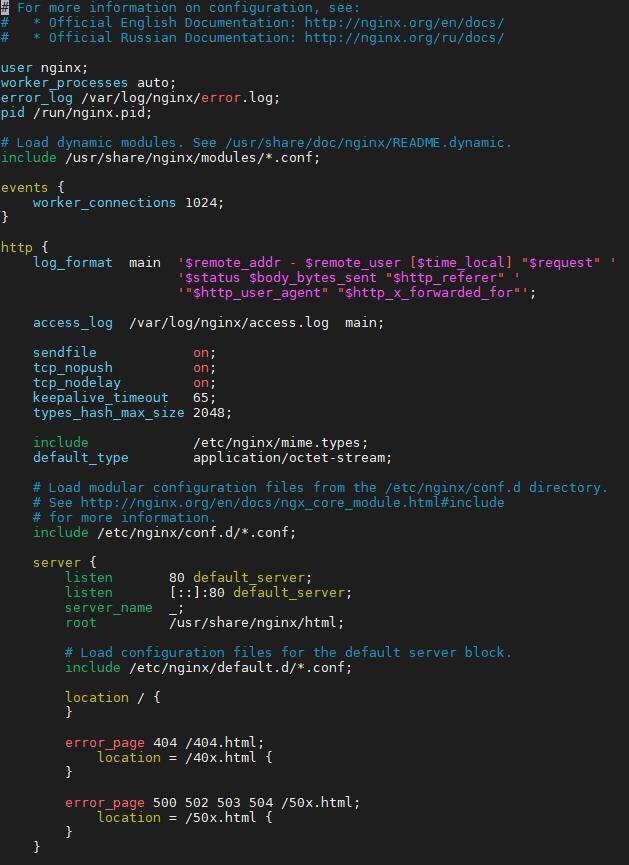 # For more information on configuration, see:
#   * Official English Documentation: http://nginx.org/en/docs/
#   * Official Russian Documentation: http://nginx.org/ru/docs/

user nginx;
worker_processes auto;
error_log /var/log/nginx/error.log;
pid /run/nginx.pid;

# Load dynamic modules. See /usr/share/doc/nginx/README.dynamic.
include /usr/share/nginx/modules/*.conf;

events {
    worker_connections 1024;
}

http {
    log_format  main  '$remote_addr - $remote_user [$time_local] "$request" '
                      '$status $body_bytes_sent "$http_referer" '
                      '"$http_user_agent" "$http_x_forwarded_for"';

    access_log  /var/log/nginx/access.log  main;

    sendfile            on;
    tcp_nopush          on;
    tcp_nodelay         on;
    keepalive_timeout   65;
    types_hash_max_size 2048;

    include             /etc/nginx/mime.types;
    default_type        application/octet-stream;

    # Load modular configuration files from the /etc/nginx/conf.d directory.
    # See http://nginx.org/en/docs/ngx_core_module.html#include
    # for more information.
    include /etc/nginx/conf.d/*.conf;

    server {
        listen       80 default_server;
        listen       [::]:80 default_server;
        server_name  _;
        root         /usr/share/nginx/html;

        # Load configuration files for the default server block.
        include /etc/nginx/default.d/*.conf;

        location / {
        }

        error_page 404 /404.html;
            location = /40x.html {
        }

        error_page 500 502 503 504 /50x.html;
            location = /50x.html {
        }
    }